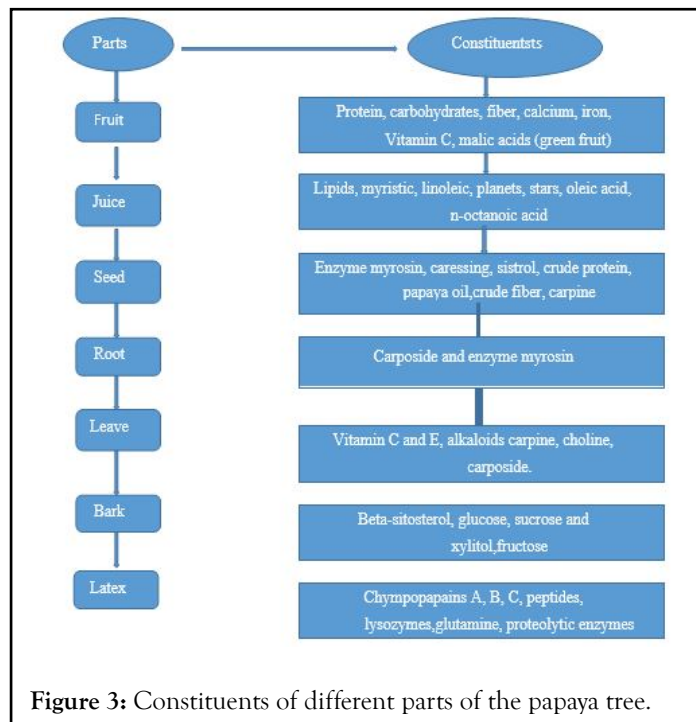 Parts
Constituentsts
Fruit
Protein, carbohydrates, fiber, calcium, iron,
Vitamin C, malic acids (green fruit)
Juice
Lipids, myristic, linoleic, planets, stars, oleic acid,
n-octanoic acid
Seed
Enzyme myrosin, caressing, sistrol, crude protein,
papaya oil,crude fiber, carpine
Root
Carposide and enzyme myrosin
Leave
Vitamin C and E, alkaloids carpine, choline,
carposide.
Bark
Beta-sitosterol, glucose, sucrose and
xylitol,fructose
Latex
Chympopapains A, B, C, peptides,
lysozymes,glutamine, proteolytic enzymes
Figure 3: Constituents of different parts of the papaya tree.